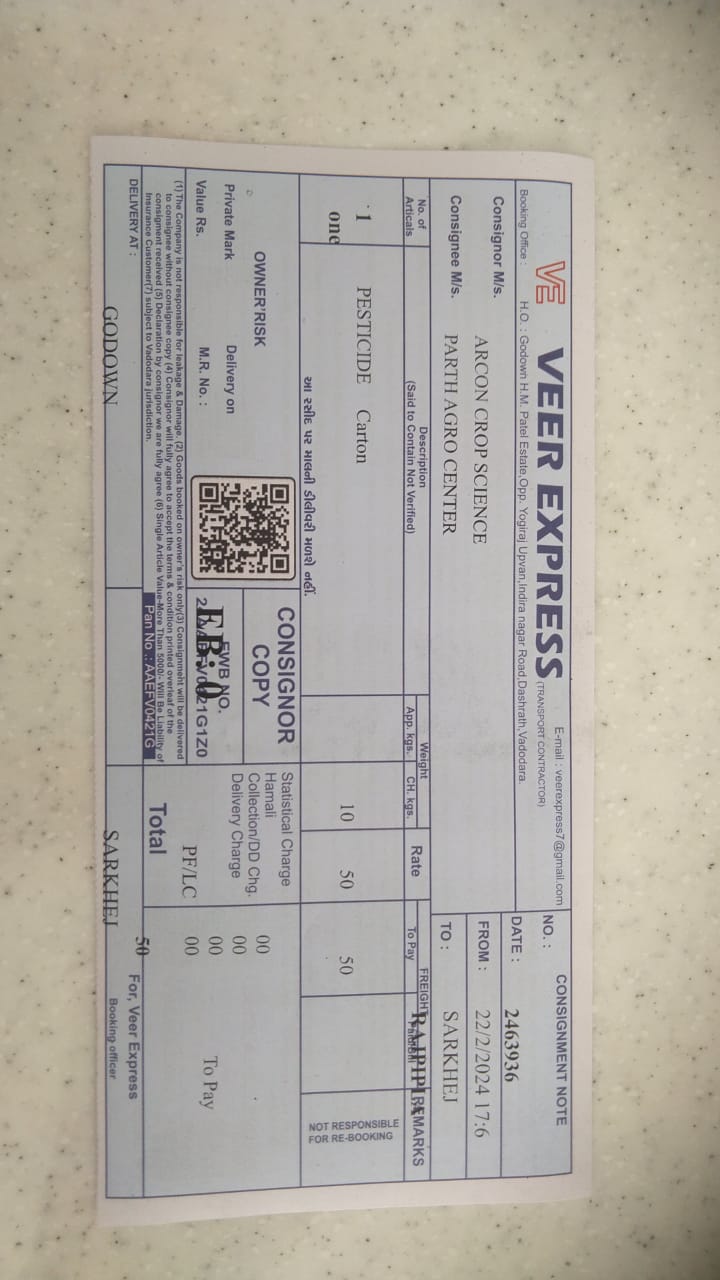 VE VEER EXPRESS (TRANSPORT CONTRACTOR)
E-mail : veerexpress7@gmail.com
Booking Office : H.O. : Godown H.M. Patel Estate,Opp. Yogiraj Upvan,Indira nagar Road,Dashrath,Vadodara.
CONSIGNMENT NOTE
NO. : 2463936
DATE : 22/2/2024 17:6
FROM : SARKHEJ
TO : RAJPIPL
Consignor M/s. ARCON CROP SCIENCE
Consignee M/s. PARTH AGRO CENTER
No. of Articals
Description
(Said to Contain Not Verified)
Weight
App. kgs. CH. kgs.
Rate
FREIGHT
To Pay
REMARKS
1 PESTICIDE Carton 10 50 50
one
આ રસીદ પર માલની ડીલીવરી મળશે નહીં.
NOT RESPONSIBLE
FOR RE-BOOKING
OWNER'RISK
Private Mark Delivery on
Value Rs. M.R. No. :
CONSIGNOR
COPY
EWB NO.
EB: 0
Statistical Charge 00
Hamali 00
Collection/DD Chg. 00
Delivery Charge 00
PF/LC
To Pay
Total 50
(1) The Company is not responsible for leakage & Damage. (2) Goods booked on owner's risk only(3) Consignment will be delivered
to consignee without consignee copy (4) Consignor will fully agree to accept the terms & condition printed overleaf of the
consigment received (5) Declaration by consignor we are fully agree (6) Single Article Value-More Than 5000/- Will Be Liability of
Insurance Customer(7) subject to Vadodara jurisdiction.
Pan No : AAEFV0421G
DELIVERY AT : GODOWN SARKHEJ
For, Veer Express
Booking officer